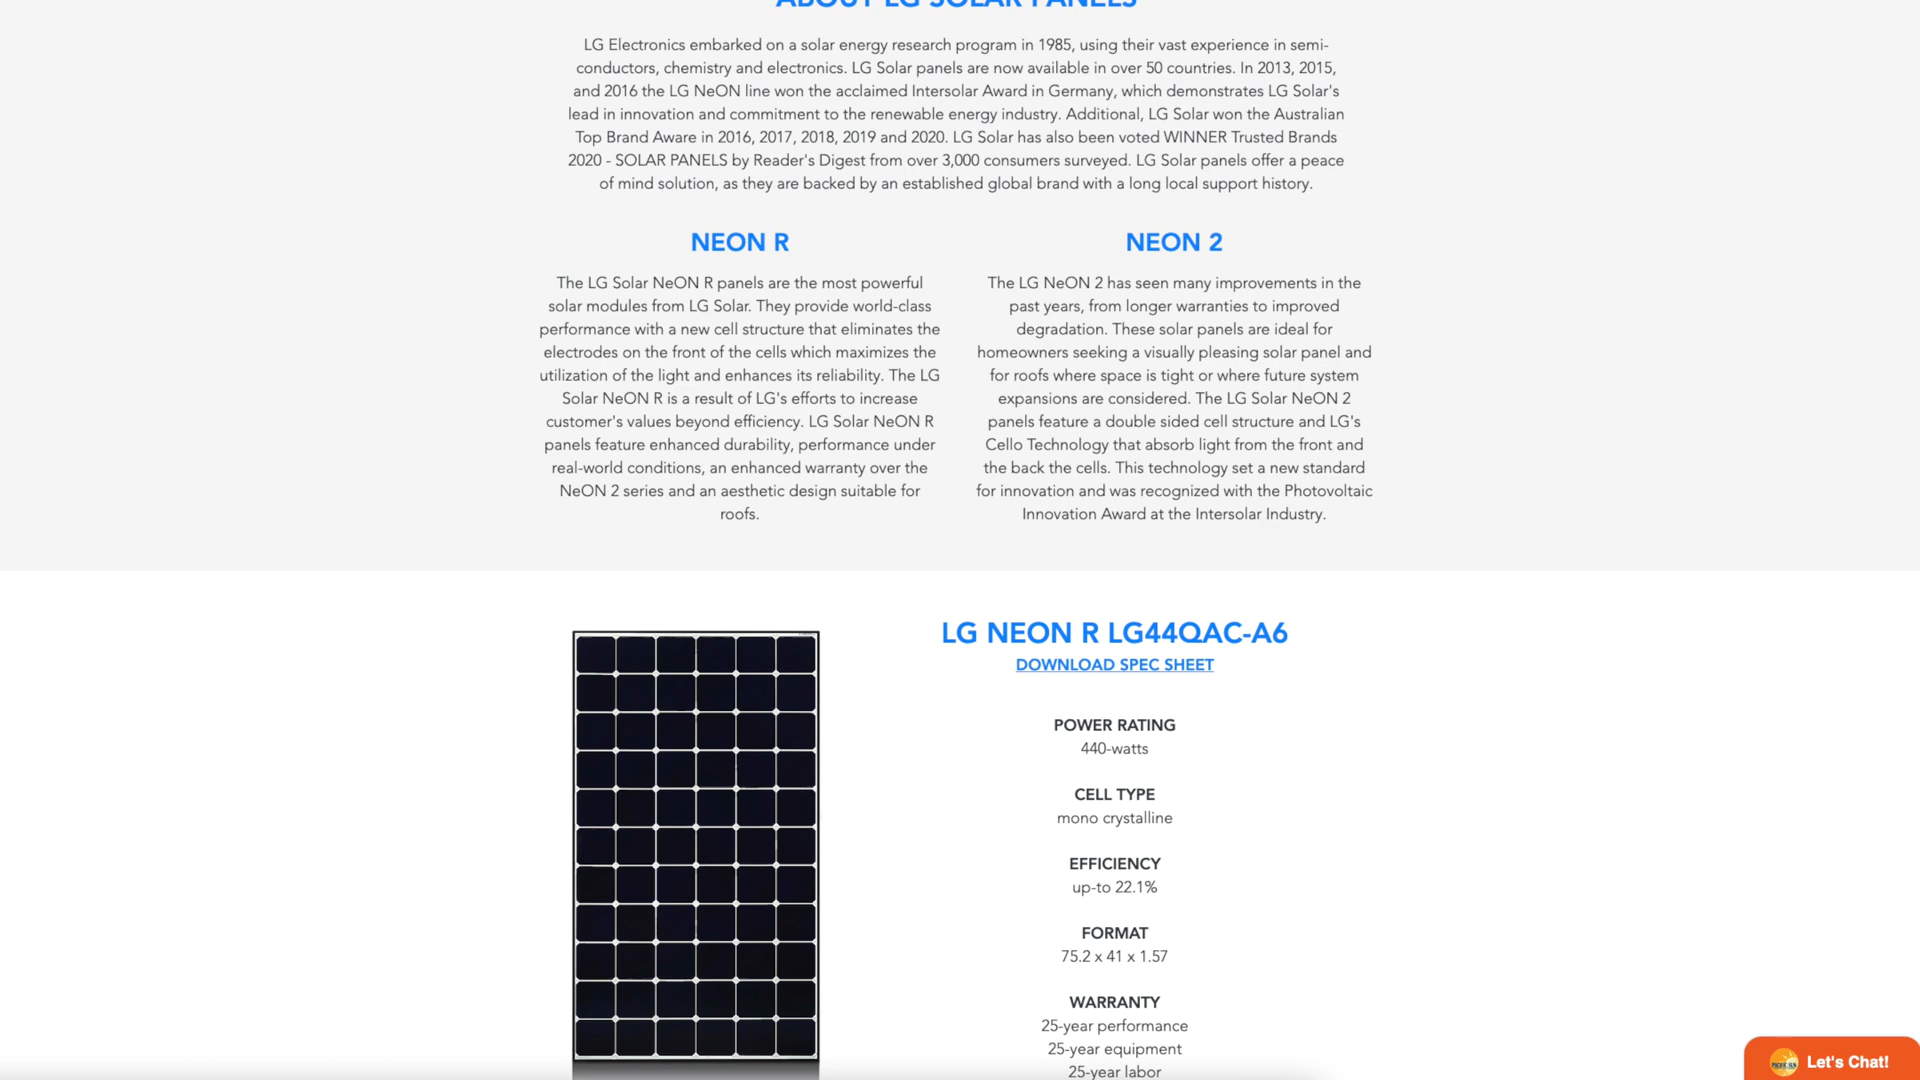 ABOUT LG SOLAR PANELS
LG Electronics embarked on a solar energy research program in 1985, using their vast experience in semi-
conductors, chemistry and electronics. LG Solar panels are now available in over 50 countries. In 2013, 2015,
and 2016 the LG NeON line won the acclaimed Intersolar Award in Germany, which demonstrates LG Solar's
lead in innovation and commitment to the renewable energy industry. Additional, LG Solar won the Australian
Top Brand Aware in 2016, 2017, 2018, 2019 and 2020. LG Solar has also been voted WINNER Trusted Brands
2020 - SOLAR PANELS by Reader's Digest from over 3,000 consumers surveyed. LG Solar panels offer a peace
of mind solution, as they are backed by an established global brand with a long local support history.
NEON R
The LG Solar NeON R panels are the most powerful
solar modules from LG Solar. They provide world-class
performance with a new cell structure that eliminates the
electrodes on the front of the cells which maximizes the
utilization of the light and enhances its reliability. The LG
Solar NeON R is a result of LG's efforts to increase
customer's values beyond efficiency. LG Solar NeON R
panels feature enhanced durability, performance under
real-world conditions, an enhanced warranty over the
NeON 2 series and an aesthetic design suitable for
roofs.
NEON 2
The LG NeON 2 has seen many improvements in the
past years, from longer warranties to improved
degradation. These solar panels are ideal for
homeowners seeking a visually pleasing solar panel and
for roofs where space is tight or where future system
expansions are considered. The LG Solar NeON 2
panels feature a double sided cell structure and LG's
Cello Technology that absorb light from the front and
the back the cells. This technology set a new standard
for innovation and was recognized with the Photovoltaic
Innovation Award at the Intersolar Industry.
LG NEON R LG44QAC-A6
DOWNLOAD SPEC SHEET
POWER RATING
440-watts
CELL TYPE
mono crystalline
EFFICIENCY
up-to 22.1%
FORMAT
75.2 x 41 x 1.57
WARRANTY
25-year performance
25-year equipment
25-year labor
PACIFIC SUN
Let's Chat!